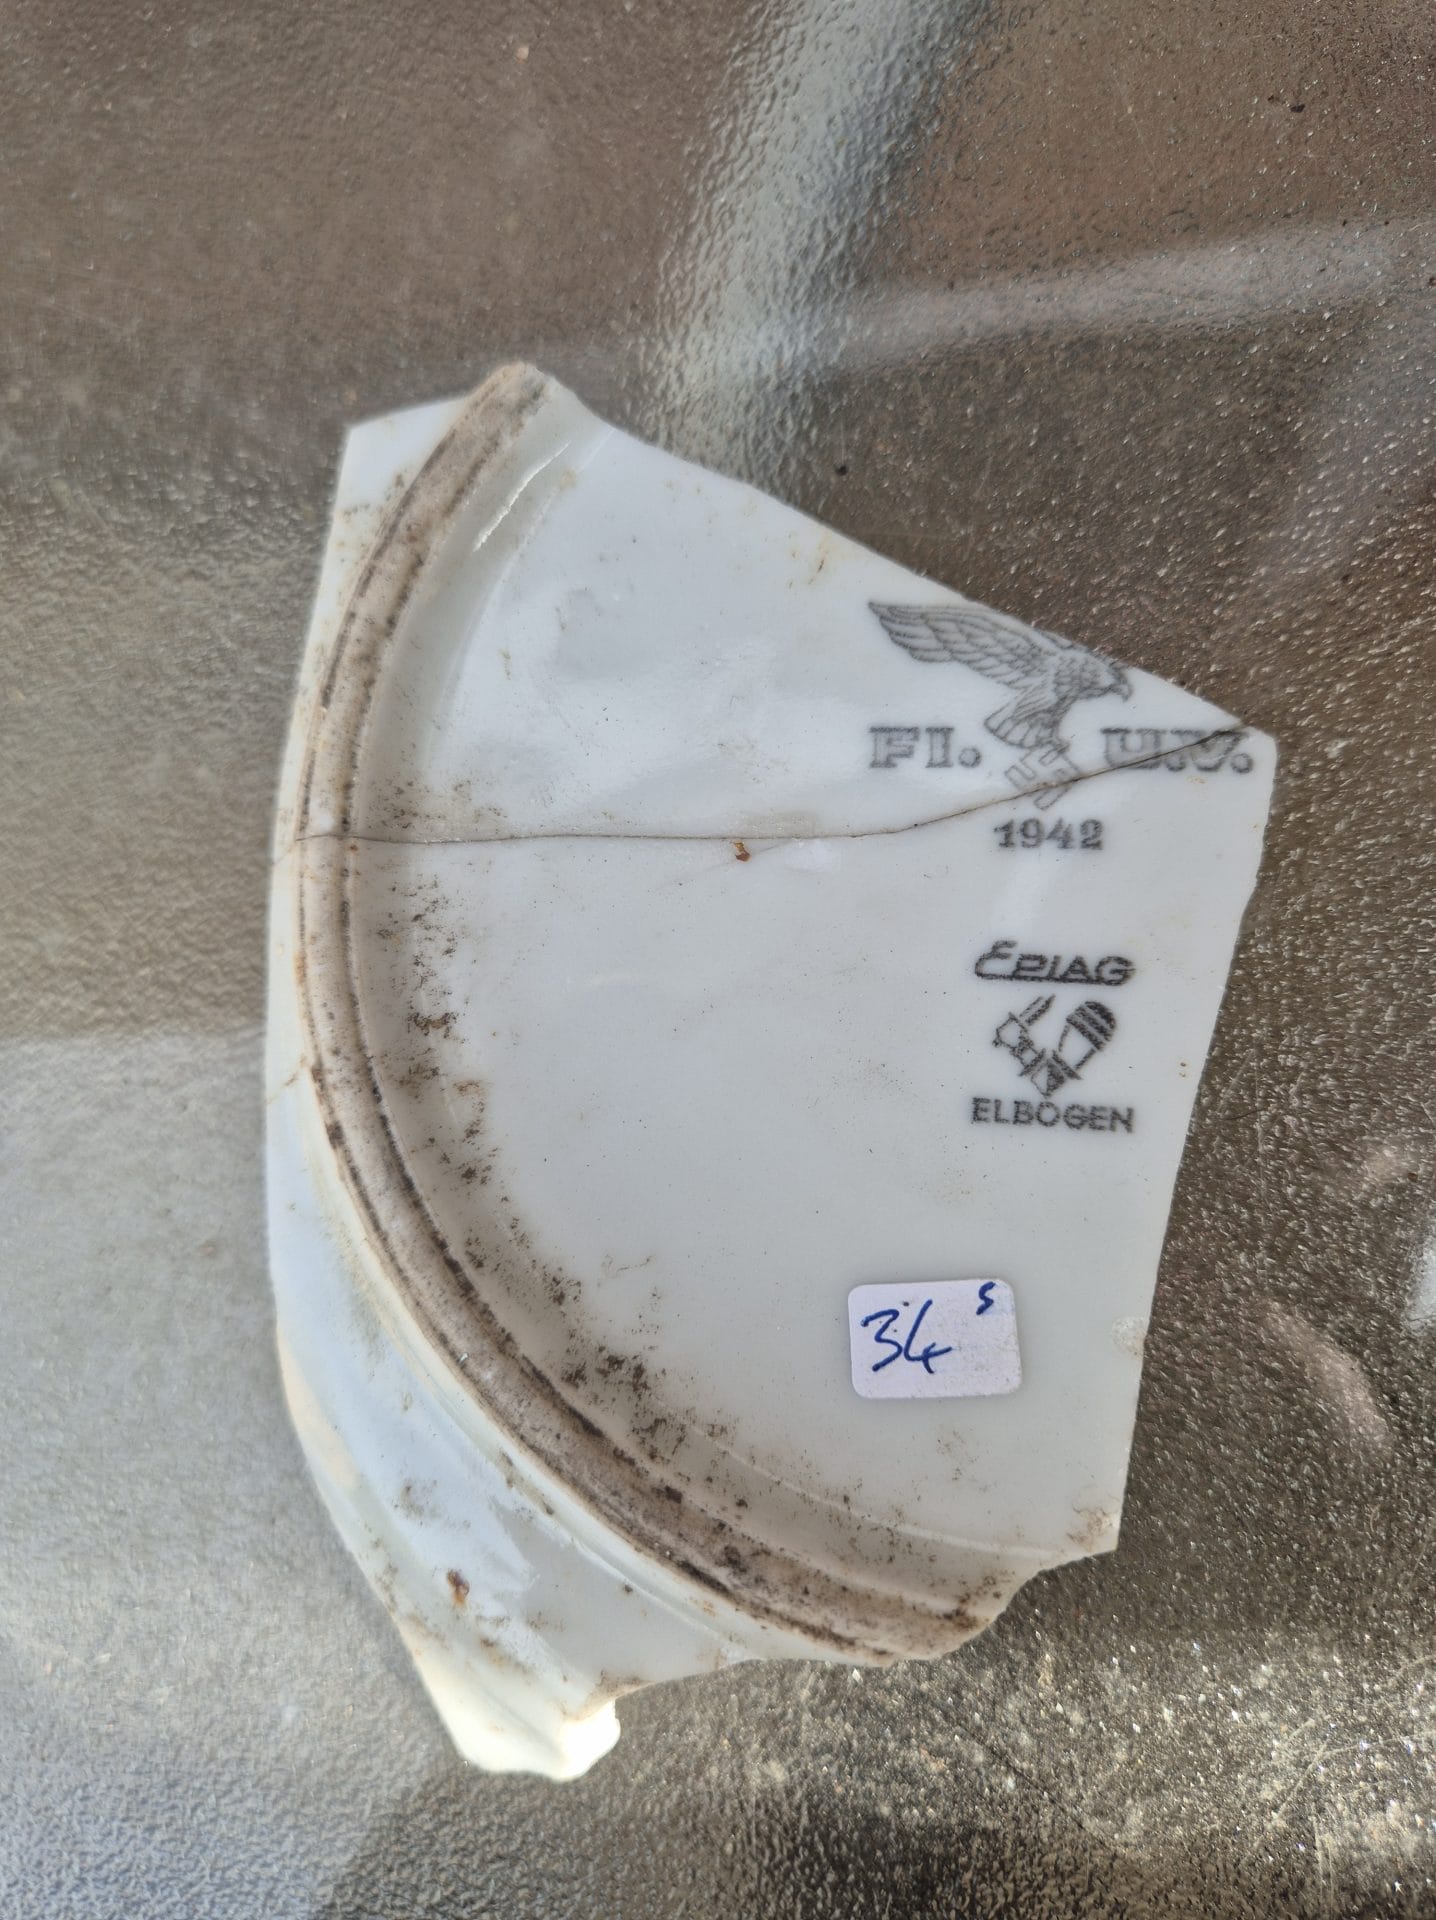 Fl. U.V.
1942
EPIAG
ELBOGEN
34 s